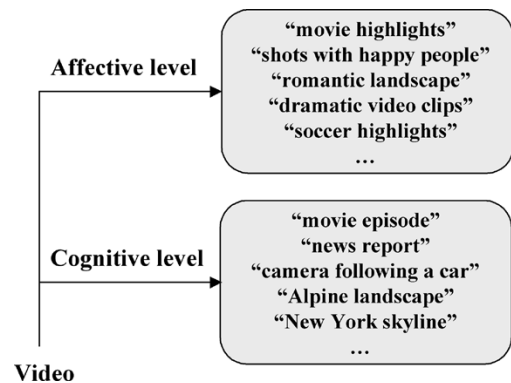 Affective level
“movie highlights”
“shots with happy people”
“romantic landscape”
“dramatic video clips”
“soccer highlights”
...
Cognitive level
“movie episode”
“news report”
“camera following a car”
“Alpine landscape”
“New York skyline”
...
Video